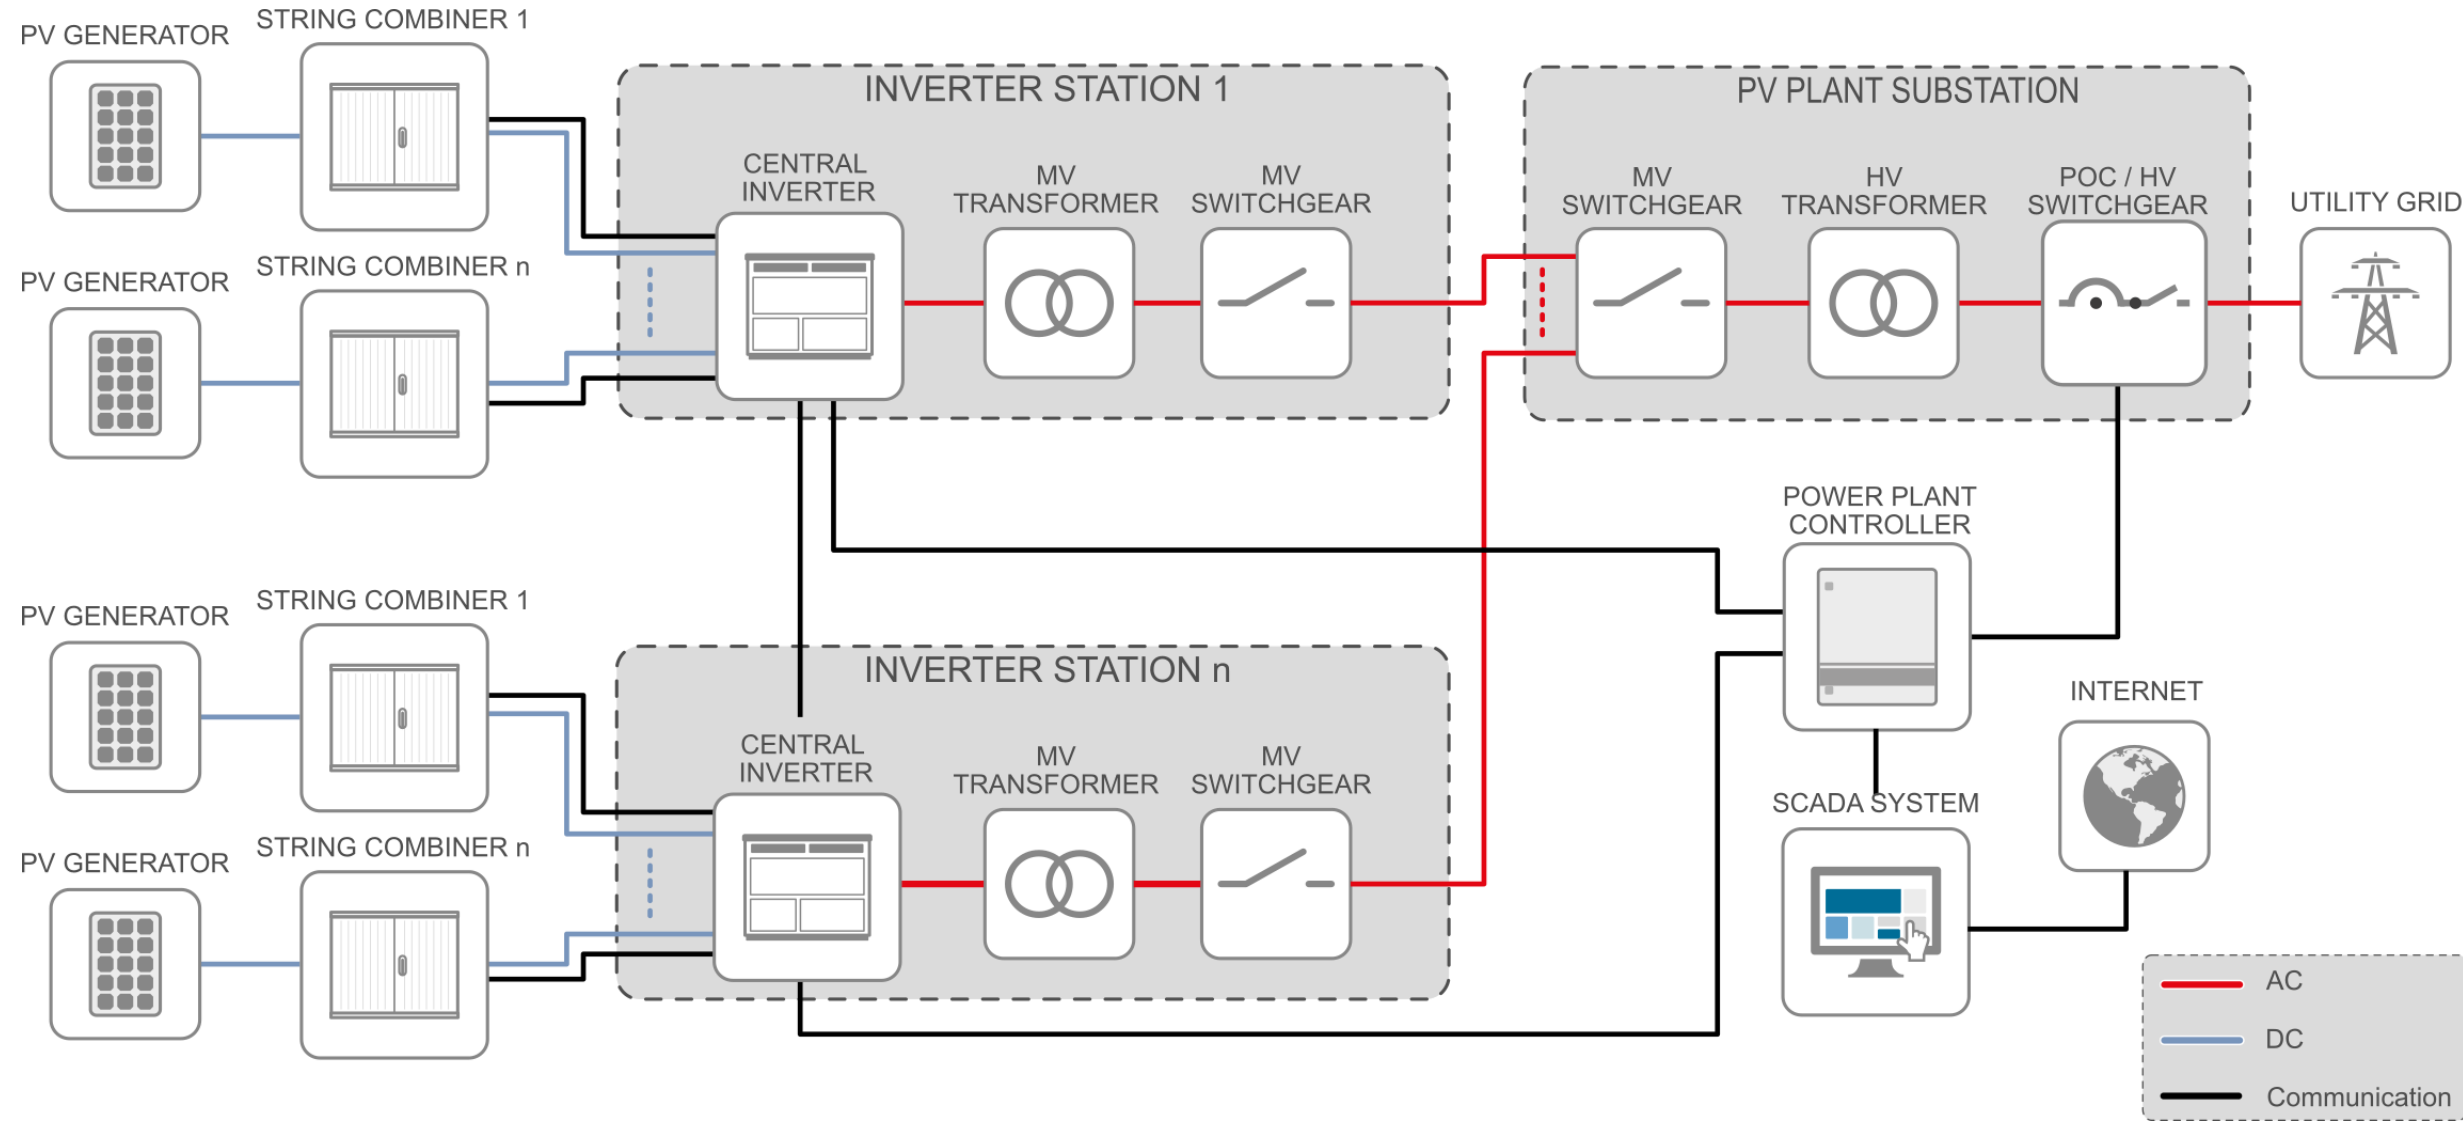 STRING COMBINER 1
PV GENERATOR
INVERTER STATION 1
PV PLANT SUBSTATION
CENTRAL
INVERTER
MV
TRANSFORMER
MV
SWITCHGEAR
MV
SWITCHGEAR
HV
TRANSFORMER
POC / HV
SWITCHGEAR
UTILITY GRID
STRING COMBINER n
PV GENERATOR
POWER PLANT
CONTROLLER
STRING COMBINER 1
PV GENERATOR
INVERTER STATION n
INTERNET
CENTRAL
INVERTER
MV
TRANSFORMER
MV
SWITCHGEAR
SCADA SYSTEM
STRING COMBINER n
PV GENERATOR
AC
DC
Communication